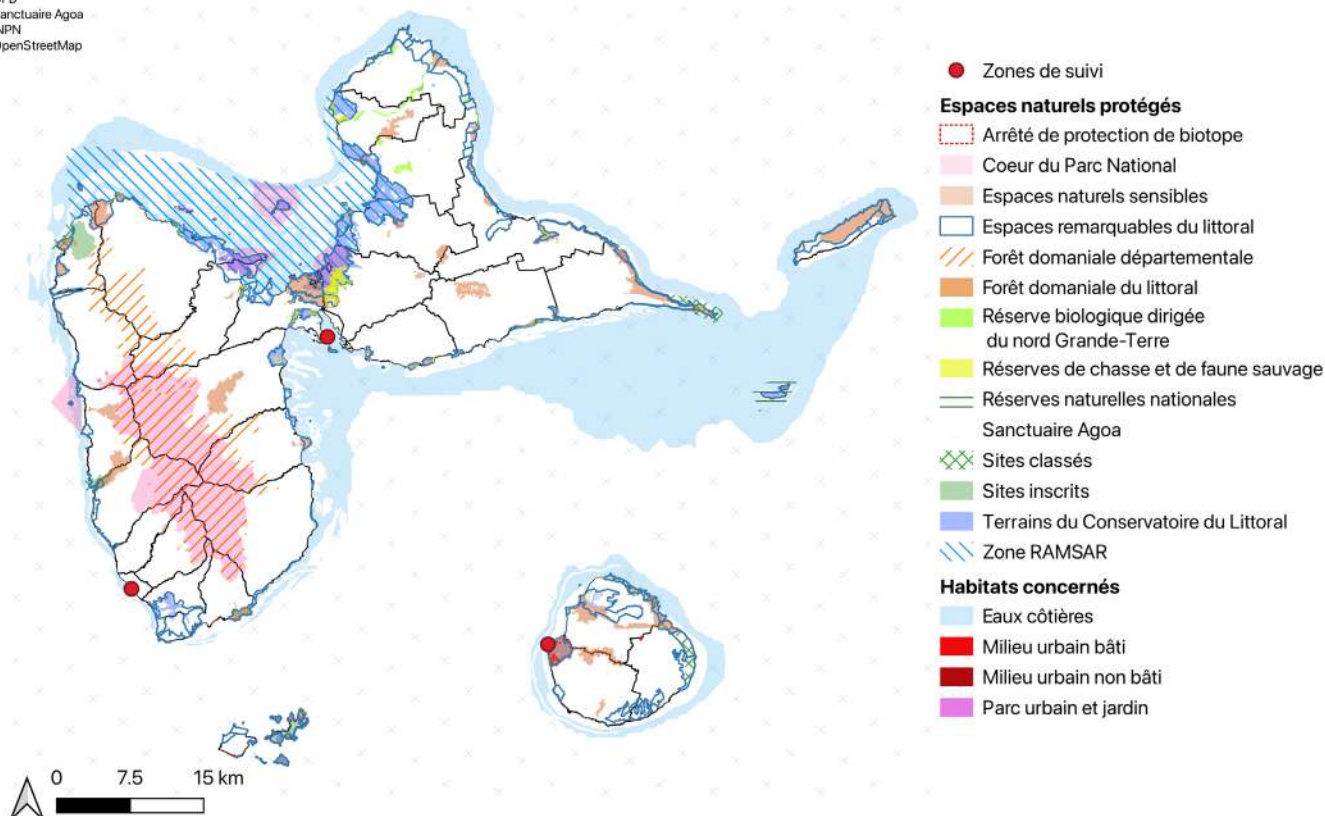 Sanctuaire Agoa
INPN
OpenStreetMap
Zones de suivi
Espaces naturels protégés
Arrêté de protection de biotope
Coeur du Parc National
Espaces naturels sensibles
Espaces remarquables du littoral
Forêt domaniale départementale
Forêt domaniale du littoral
Réserve biologique dirigée
du nord Grande-Terre
Réserves de chasse et de faune sauvage
Réserves naturelles nationales
Sanctuaire Agoa
Sites classés
Sites inscrits
Terrains du Conservatoire du Littoral
Zone RAMSAR
Habitats concernés
Eaux côtières
Milieu urbain bâti
Milieu urbain non bâti
Parc urbain et jardin
0 7.5 15 km